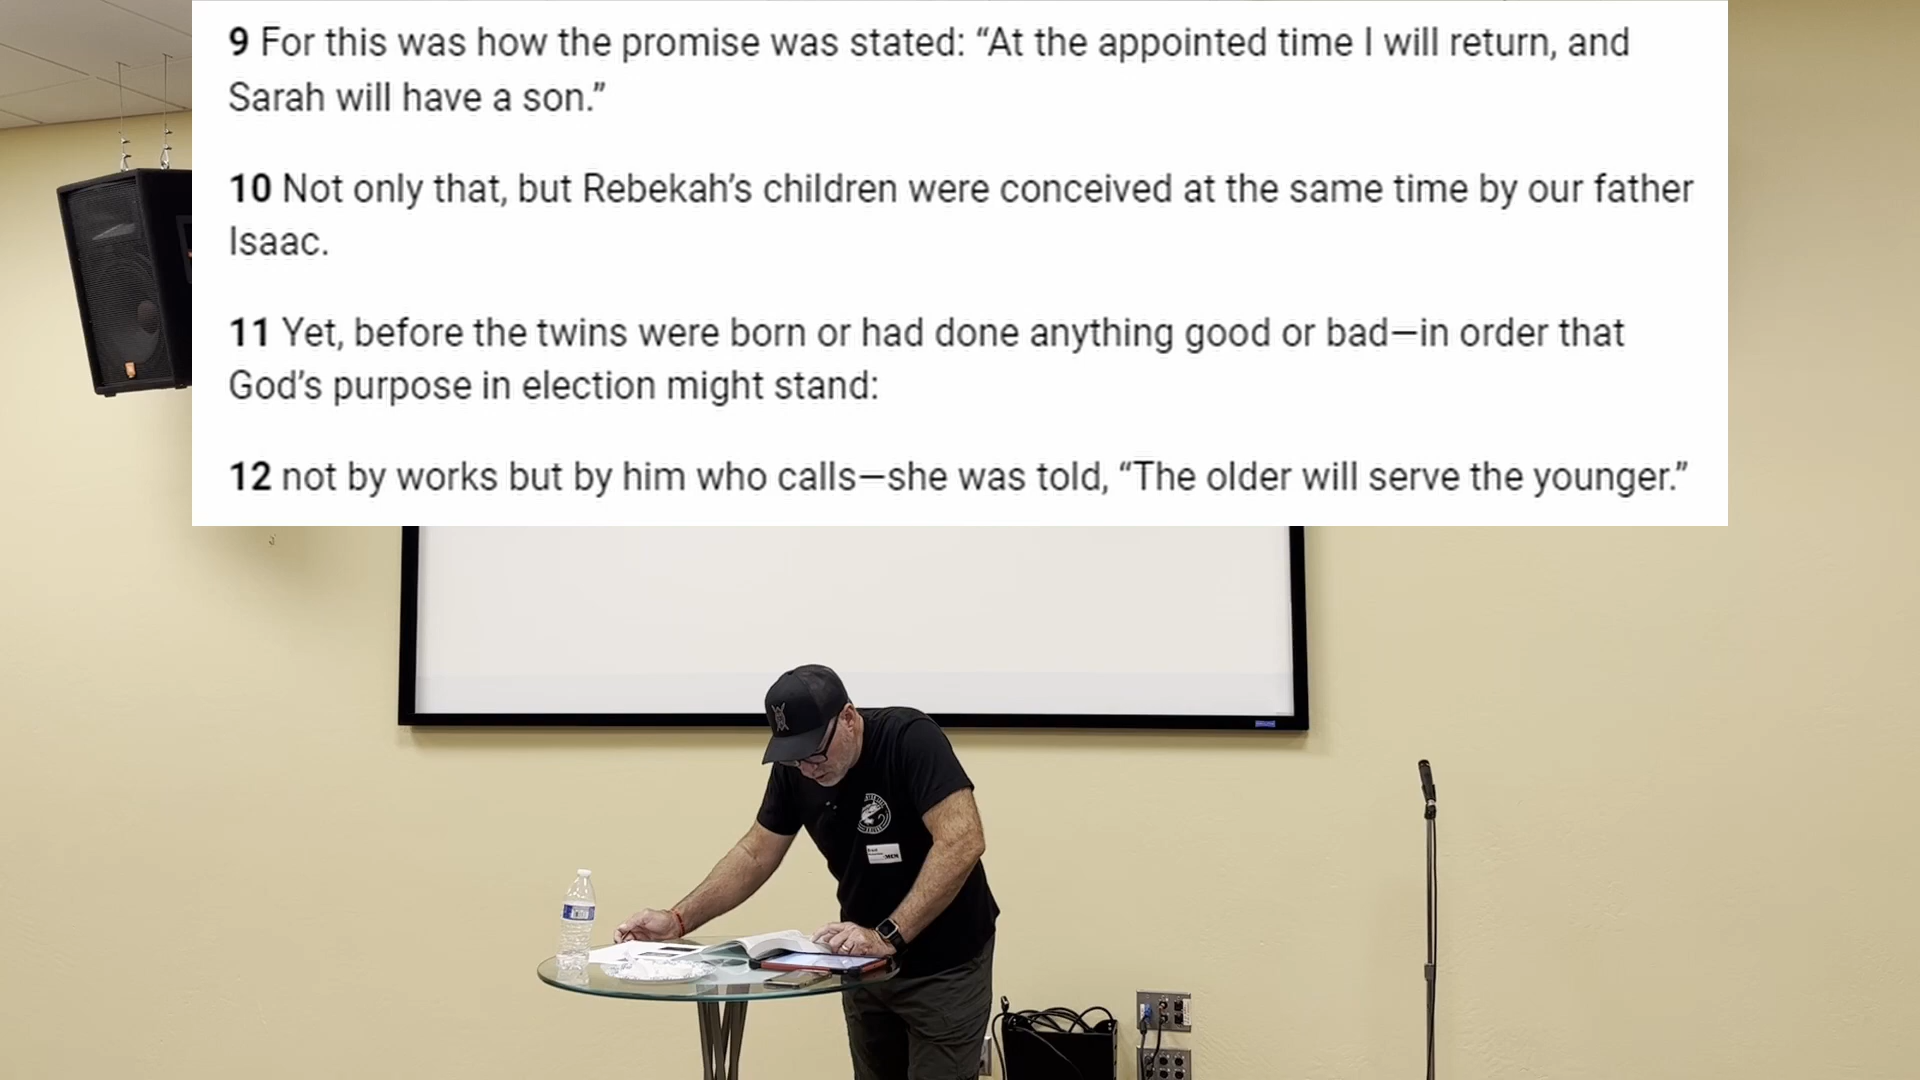 9 For this was how the promise was stated: “At the appointed time I will return, and
Sarah will have a son.”
10 Not only that, but Rebekah’s children were conceived at the same time by our father
Isaac.
11 Yet, before the twins were born or had done anything good or bad—in order that
God’s purpose in election might stand:
12 not by works but by him who calls—she was told, “The older will serve the younger.”
MEN